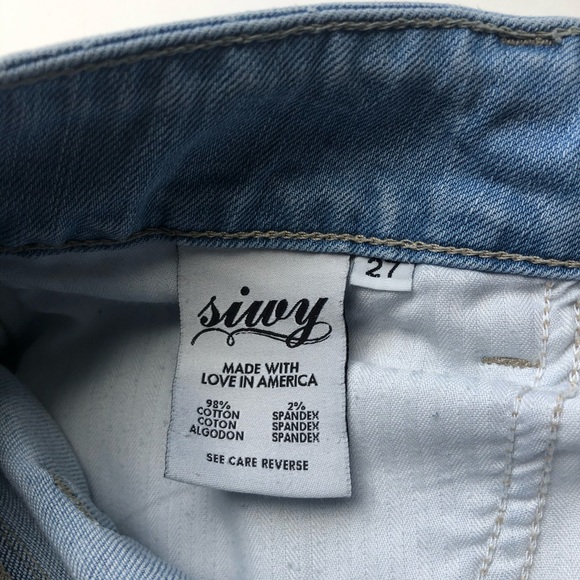 27
siwy
MADE WITH
LOVE IN AMERICA
98% 2%
COTTON SPANDEX
COTON SPANDEX
ALGODON SPANDEX
SEE CARE REVERSE